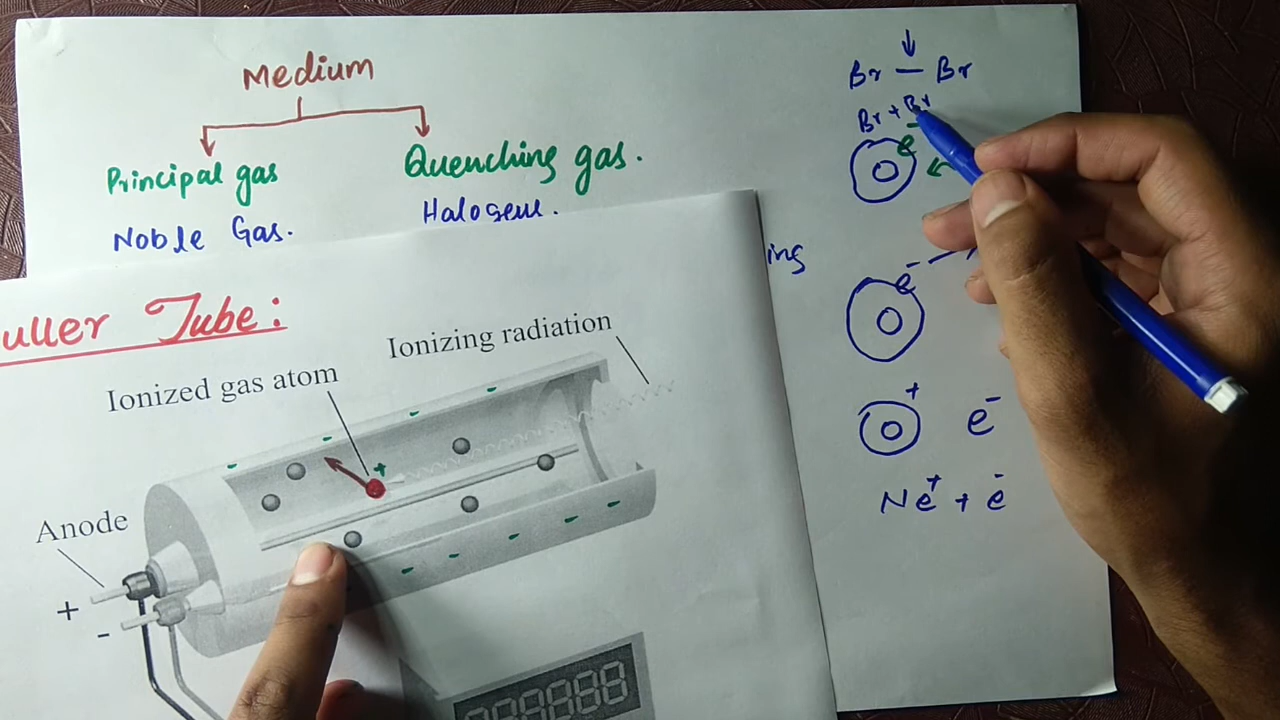 Medium
Principal gas
Quenching gas.
Noble Gas.
Halogens.
uller Tube:
Ionizing radiation
Ionized gas atom
Anode
+
-
+
888888
ing
Br — Br
Br + Br
e-
e-
+
e-
Ne+ + e-